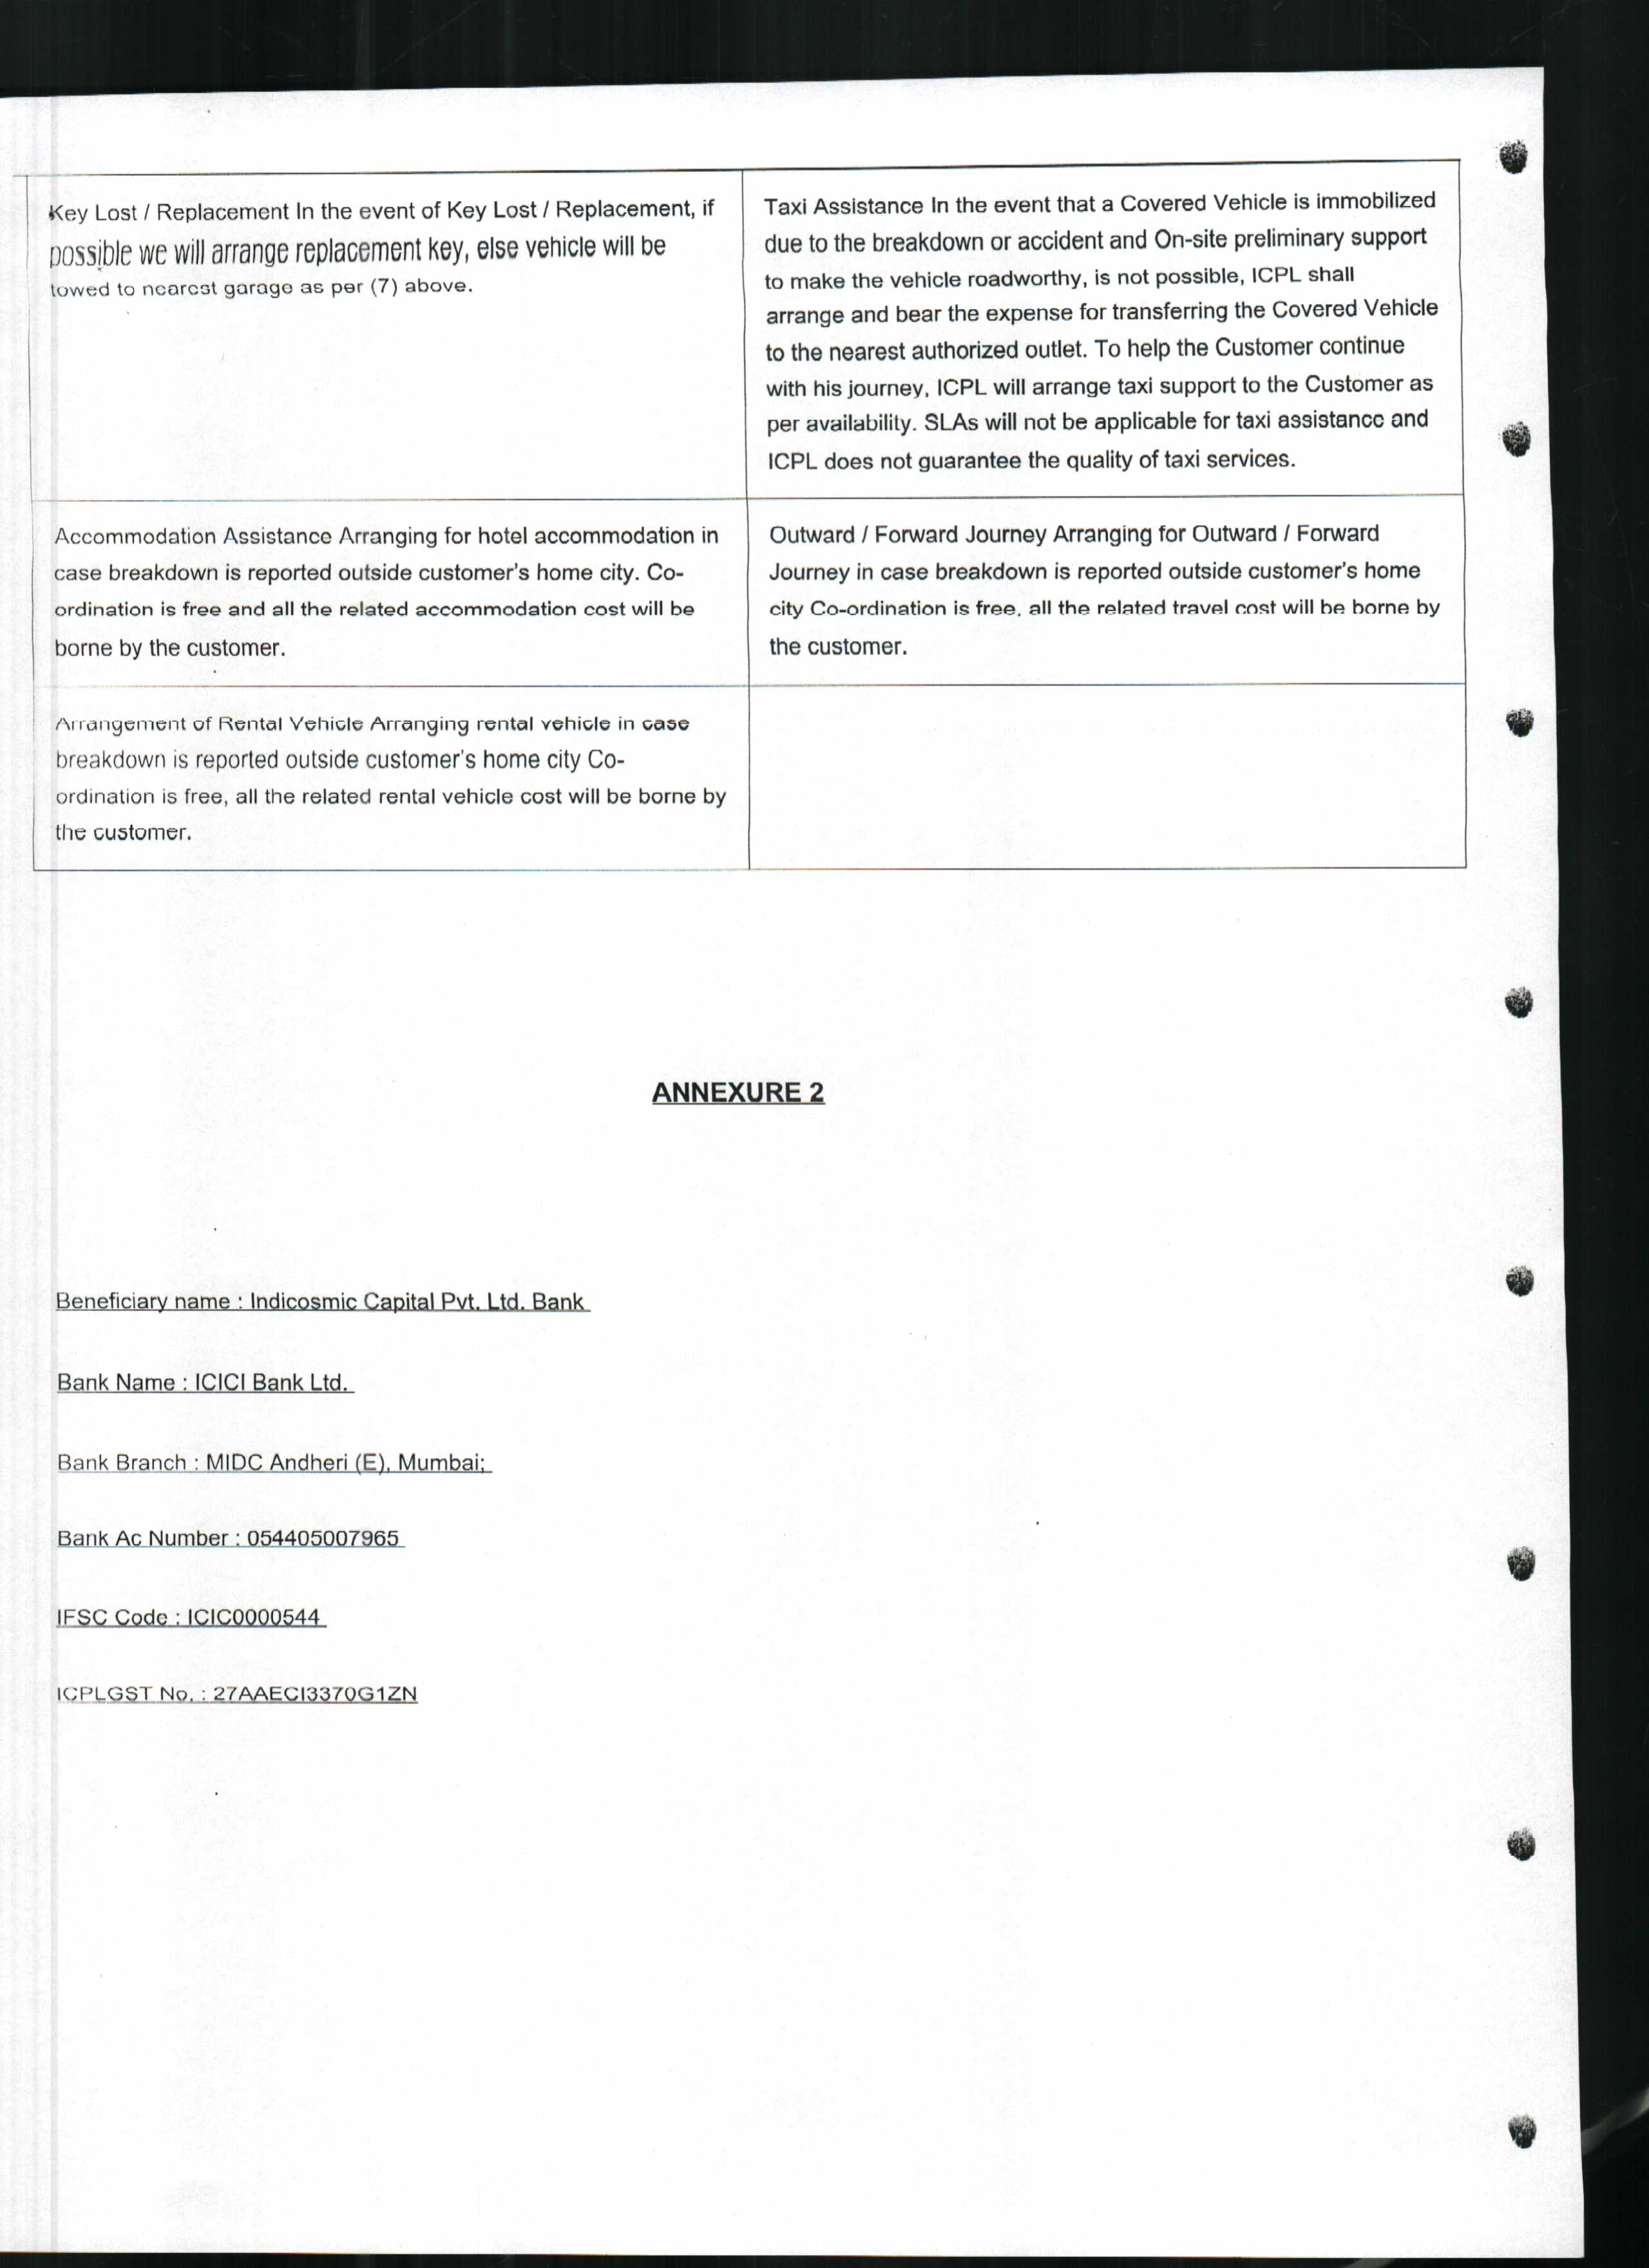 Key Lost / Replacement In the event of Key Lost / Replacement, if
possible we will arrange replacement key, else vehicle will be
towed to nearest garage as per (7) above.
Taxi Assistance In the event that a Covered Vehicle is immobilized
due to the breakdown or accident and On-site preliminary support
to make the vehicle roadworthy, is not possible, ICPL shall
arrange and bear the expense for transferring the Covered Vehicle
to the nearest authorized outlet. To help the Customer continue
with his journey, ICPL will arrange taxi support to the Customer as
per availability. SLAs will not be applicable for taxi assistance and
ICPL does not guarantee the quality of taxi services.
Accommodation Assistance Arranging for hotel accommodation in
case breakdown is reported outside customer's home city. Co-
ordination is free and all the related accommodation cost will be
borne by the customer.
Outward / Forward Journey Arranging for Outward / Forward
Journey in case breakdown is reported outside customer's home
city Co-ordination is free, all the related travel cost will be borne by
the customer.
Arrangement of Rental Vehicle Arranging rental vehicle in case
breakdown is reported outside customer's home city Co-
ordination is free, all the related rental vehicle cost will be borne by
the customer.
ANNEXURE 2
Beneficiary name : Indicosmic Capital Pvt. Ltd. Bank
Bank Name : ICICI Bank Ltd.
Bank Branch : MIDC Andheri (E), Mumbai;
Bank Ac Number : 054405007965
IFSC Code : ICIC0000544
ICPLGST No. : 27AAECI3370G1ZN